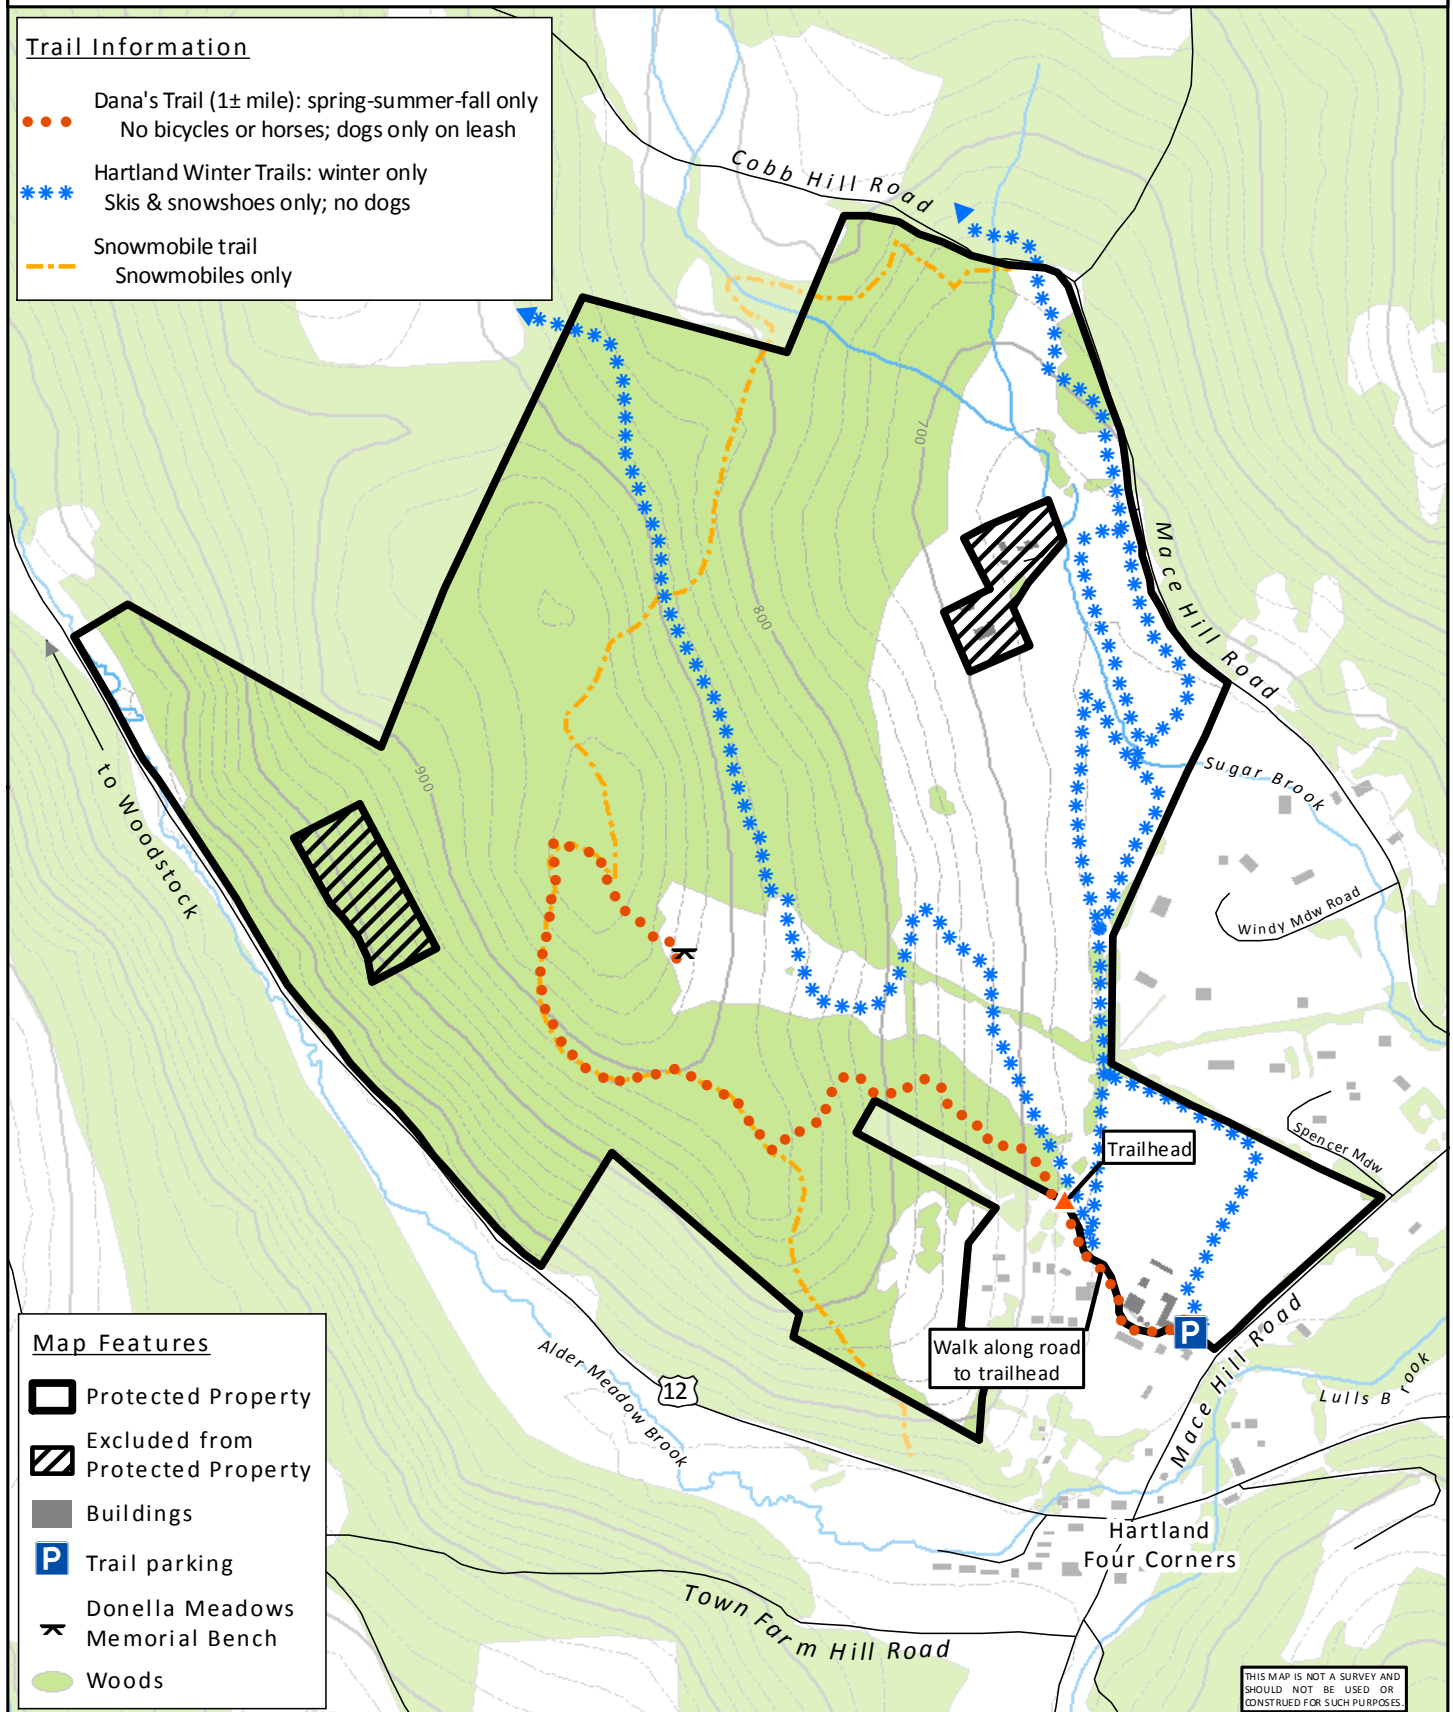 Trail Information
Dana's Trail (1± mile): spring-summer-fall only
No bicycles or horses; dogs only on leash
Hartland Winter Trails: winter only
Skis & snowshoes only; no dogs
Snowmobile trail
Snowmobiles only
Cobb Hill Road
700
Mace Hill Road
800
to Woodstock
900
Sugar Brook
Windy Mdw Road
Spencer Mdw
Trailhead
P
Walk along road
to trailhead
Mace Hill Road
Lulls Brook
12
Alder Meadow Brook
Hartland
Four Corners
Town Farm Hill Road
Map Features
Protected Property
Excluded from
Protected Property
Buildings
P
Trail parking
Donella Meadows
Memorial Bench
Woods
THIS MAP IS NOT A SURVEY AND
SHOULD NOT BE USED OR
CONSTRUED FOR SUCH PURPOSES.